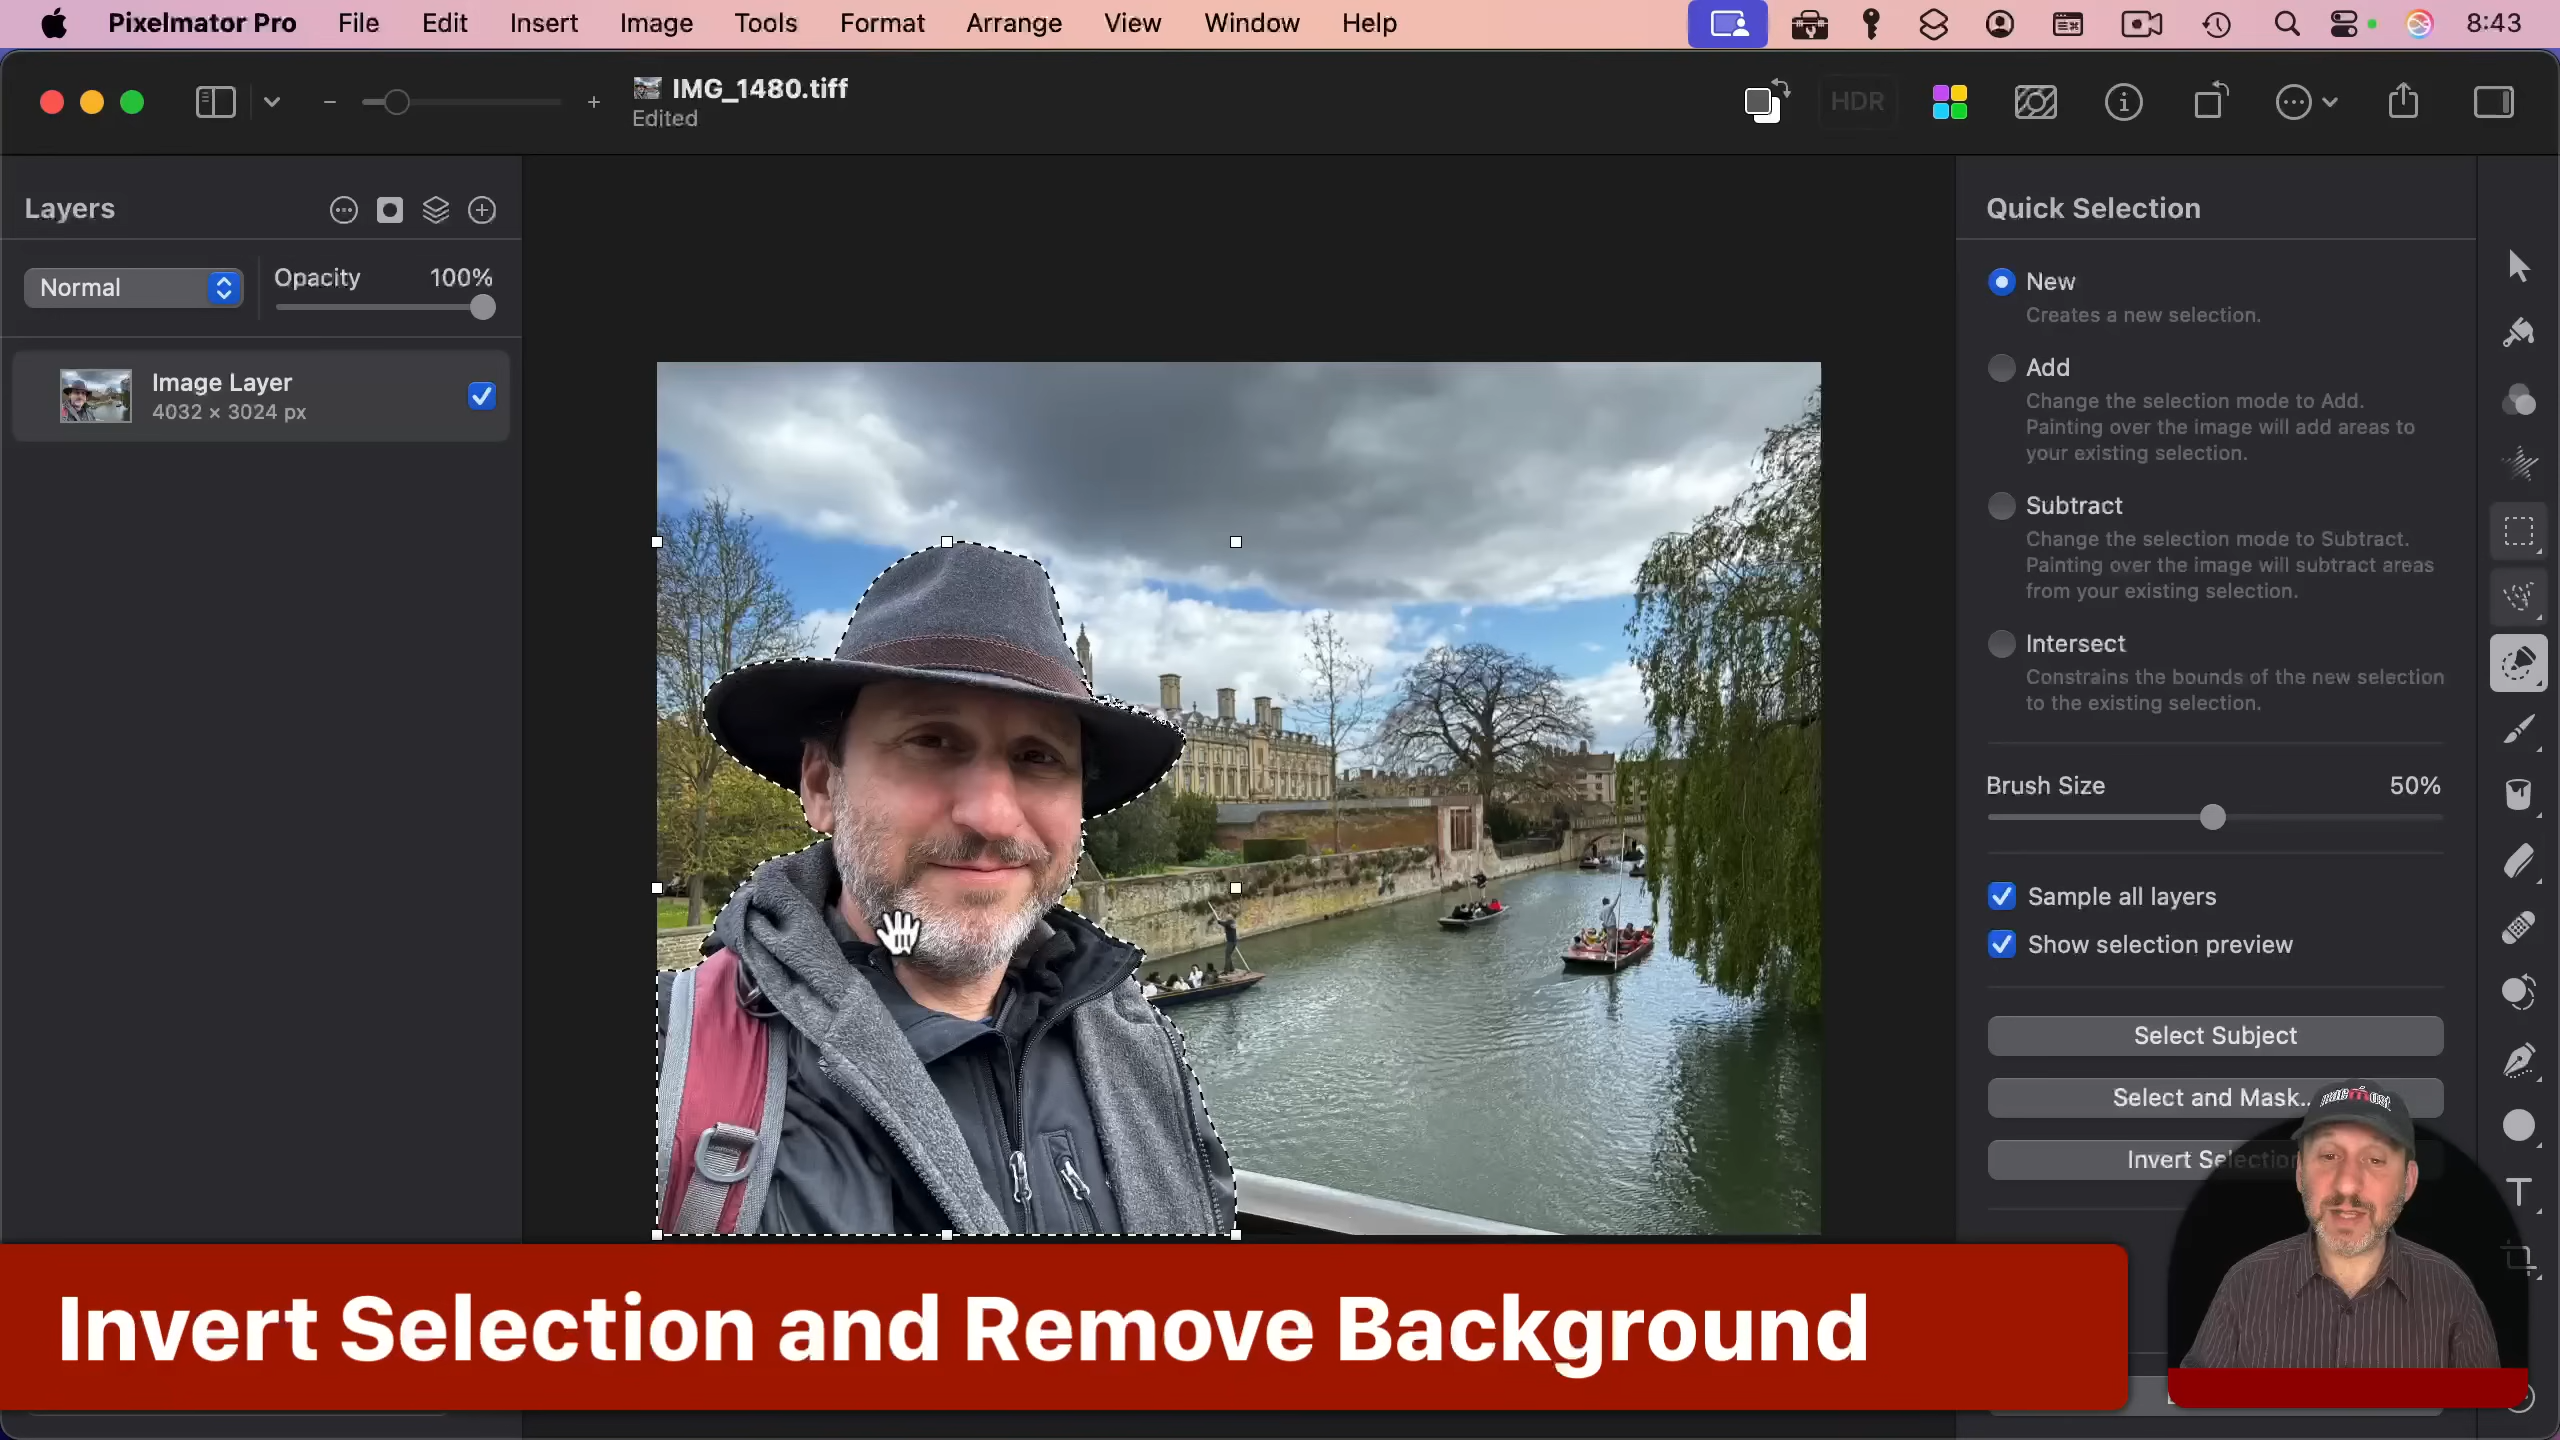 Pixelmator Pro File Edit Insert Image Tools Format Arrange View Window Help 8:43
IMG_1480.tiff
Edited
HDR
Layers
Normal
Opacity 100%
Image Layer
4032 × 3024 px
Quick Selection
New
Creates a new selection.
Add
Change the selection mode to Add.
Painting over the image will add areas to
your existing selection.
Subtract
Change the selection mode to Subtract.
Painting over the image will subtract areas
from your existing selection.
Intersect
Constrains the bounds of the new selection
to the existing selection.
Brush Size 50%
Sample all layers
Show selection preview
Select Subject
Select and Mask..
Invert Selection
Invert Selection and Remove Background